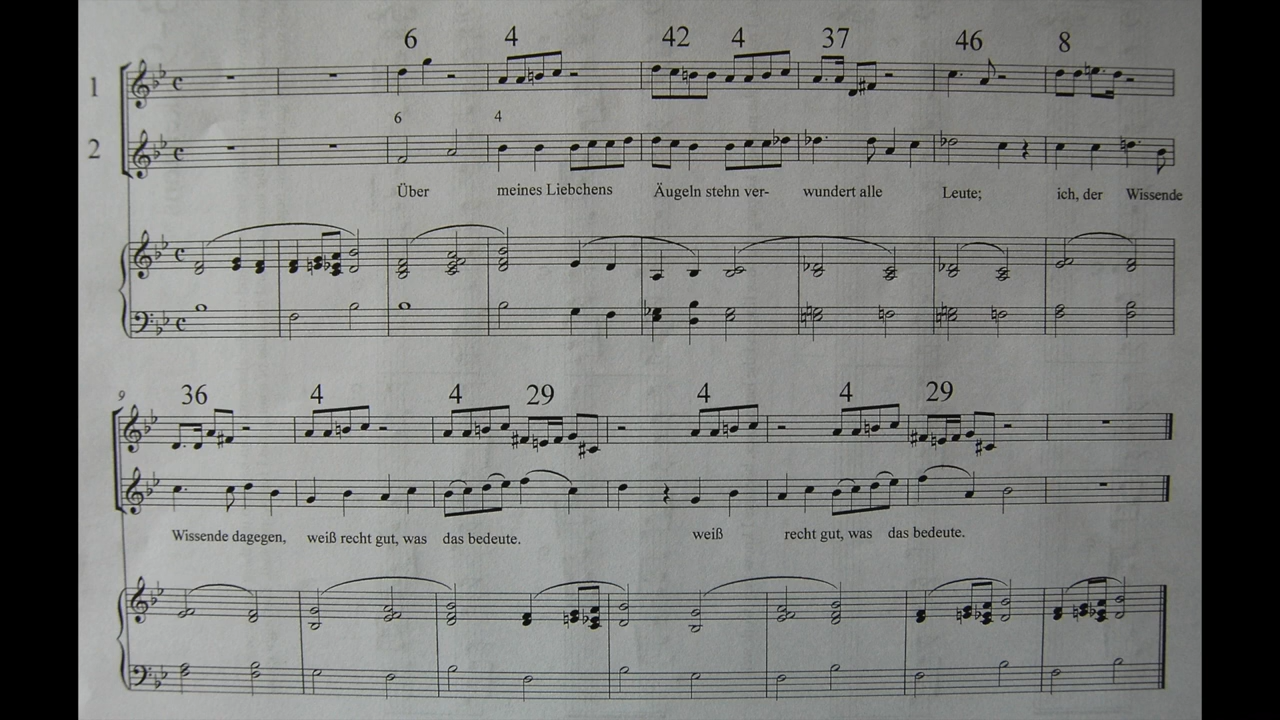 6 4 42 4 37 46 8
1
6 4
2
Über meines Liebchens Äugeln stehn ver- wundert alle Leute; ich, der Wissende
9 36 4 4 29 4 4 29
Wissende dagegen, weiß recht gut, was das bedeute. weiß recht gut, was das bedeute.